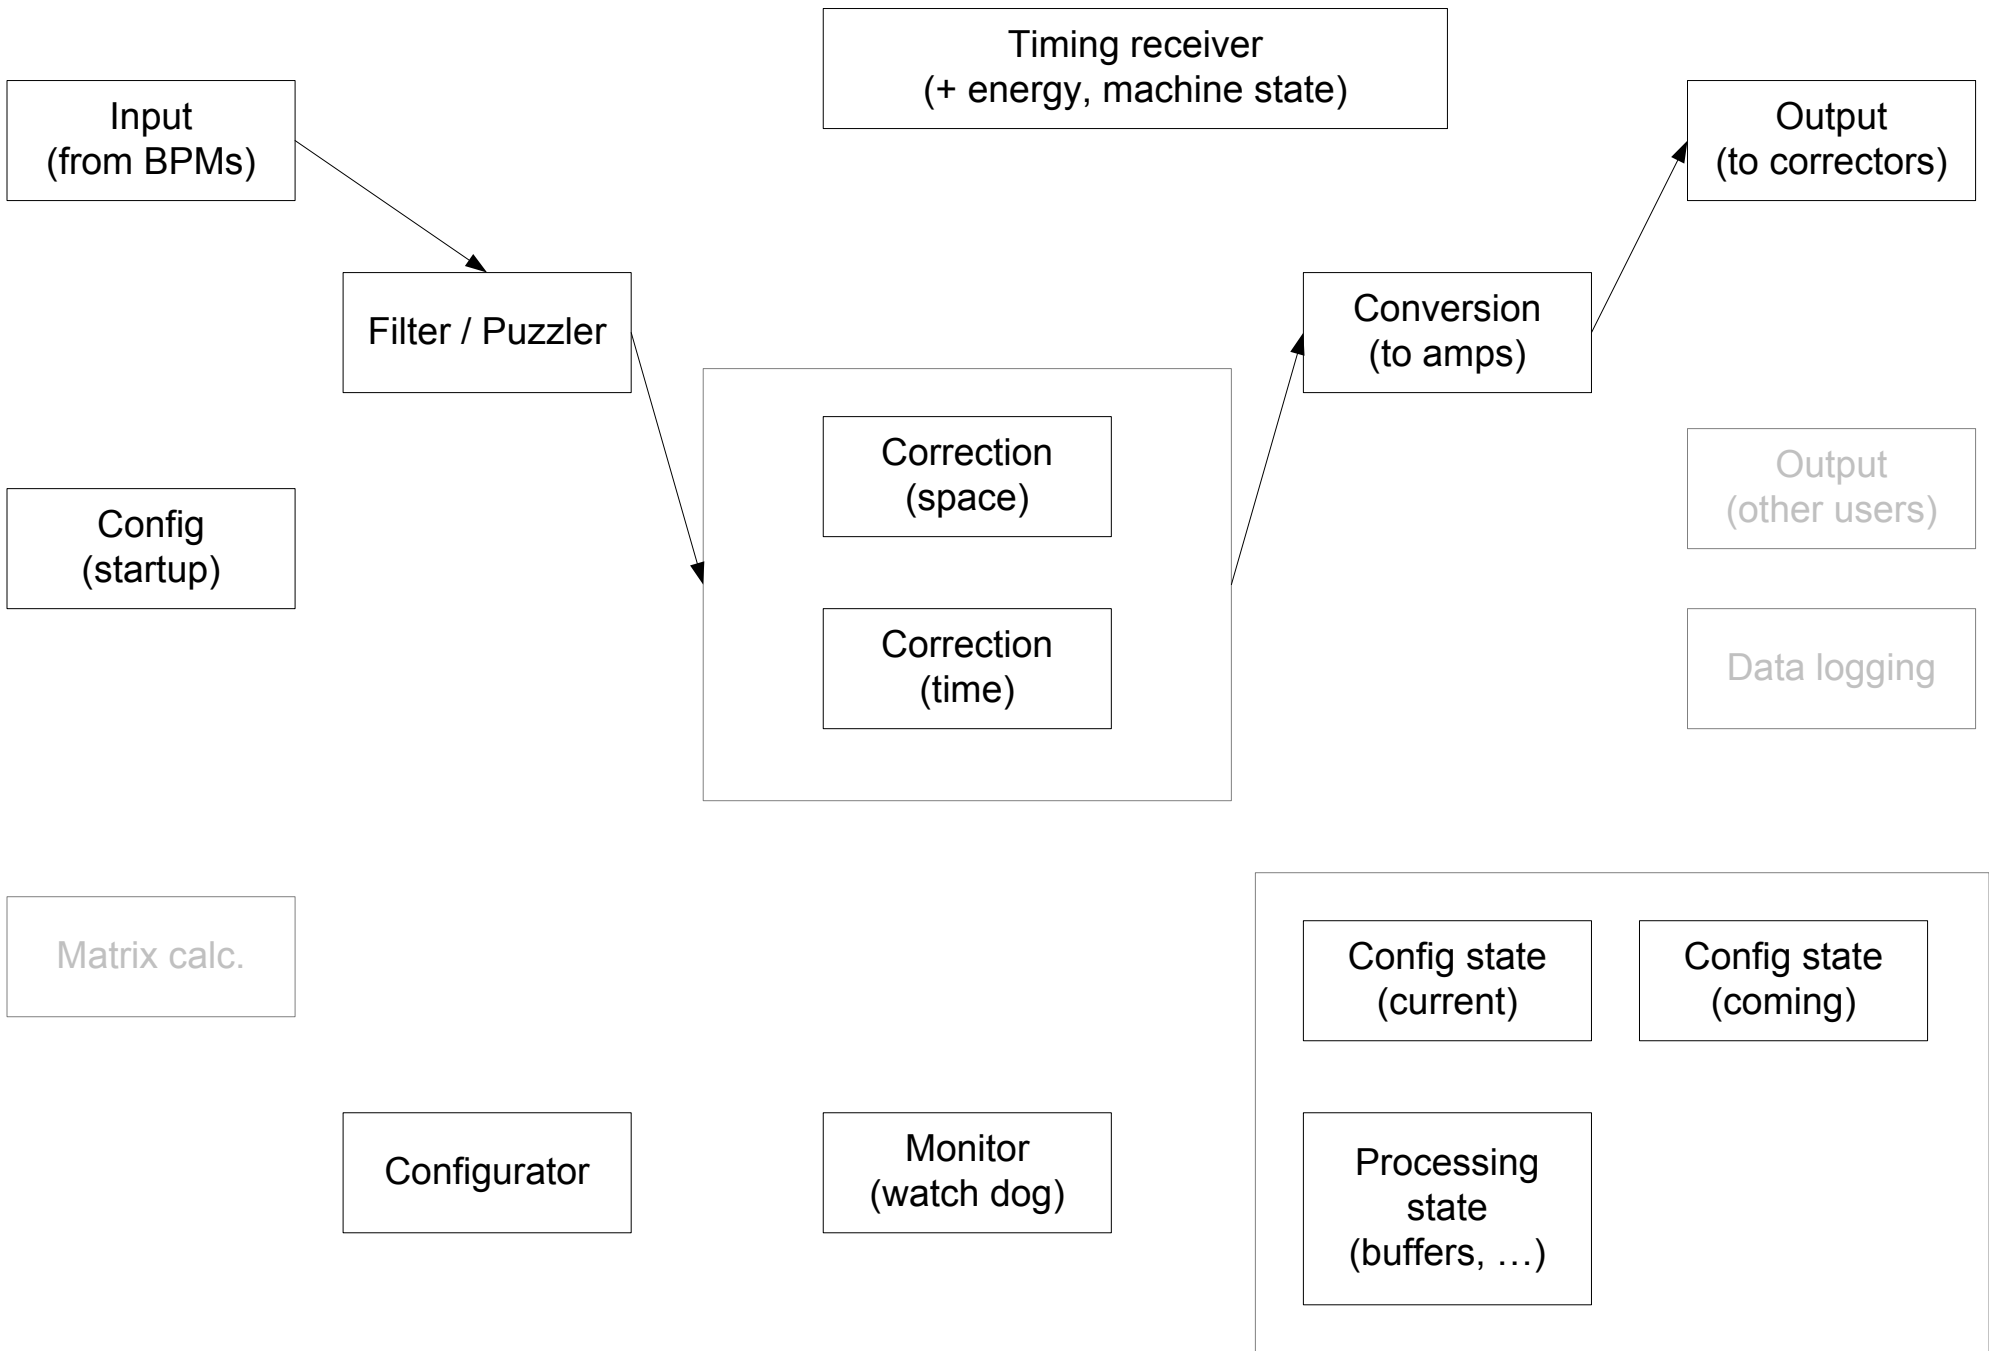 Timing receiver
(+ energy, machine state)
Input
(from BPMs)
Output
(to correctors)
Filter / Puzzler
Conversion
(to amps)
Correction
(space)
Output
(other users)
Config
(startup)
Correction
(time)
Data logging
Matrix calc.
Config state
(current)
Config state
(coming)
Configurator
Monitor
(watch dog)
Processing
state
(buffers, …)